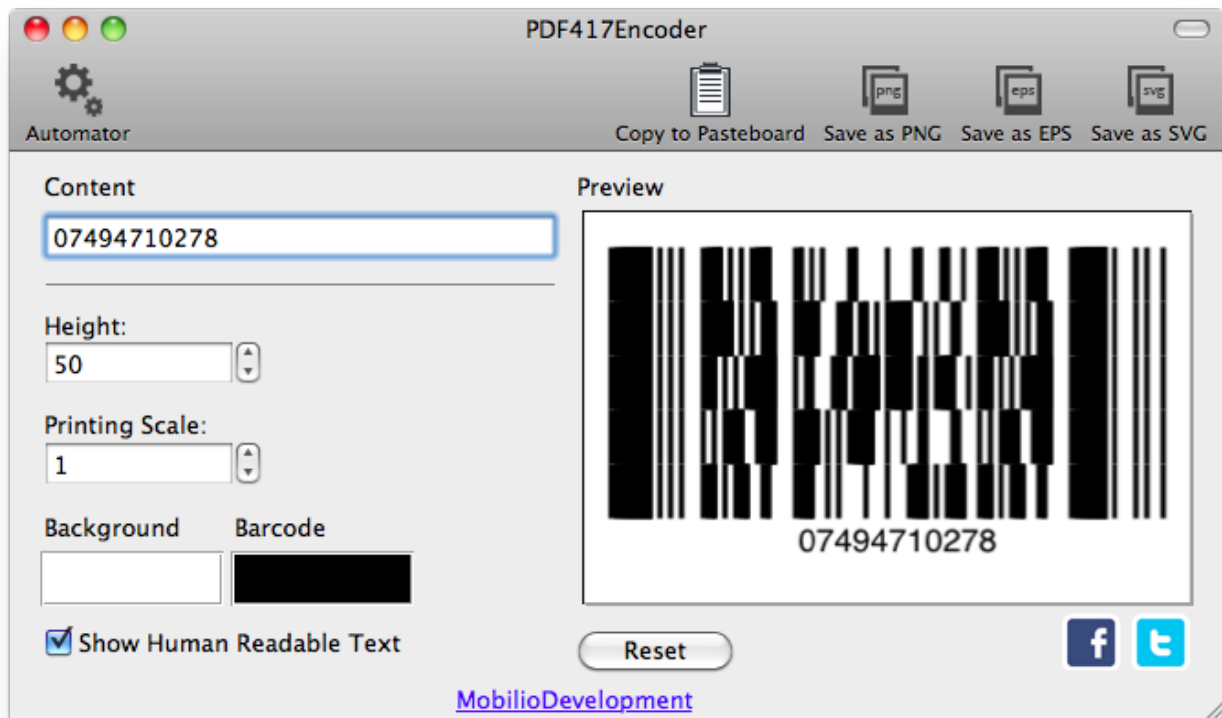 PDF417Encoder
Automator
Copy to Pasteboard
Save as PNG
Save as EPS
Save as SVG
png
eps
svg
Content
07494710278
Preview
Height:
50
Printing Scale:
1
Background
Barcode
07494710278
Show Human Readable Text
Reset
f
t
MobilioDevelopment